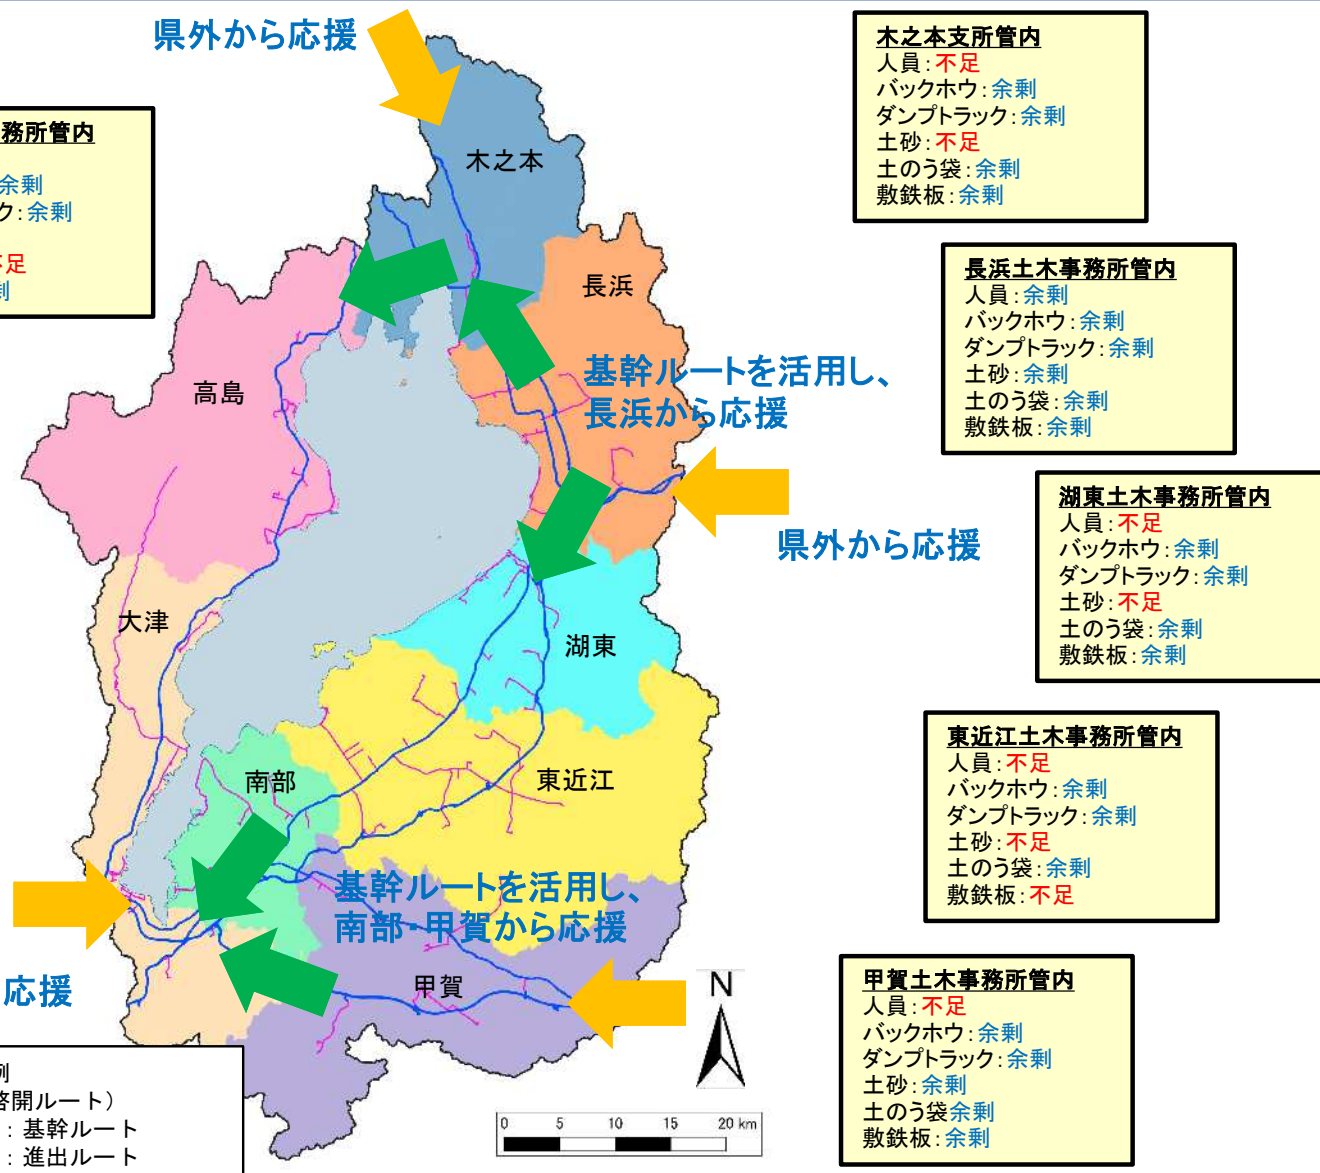 県外から応援
木之本支所管内
人員：不足
バックホウ：余剰
ダンプトラック：余剰
土砂：不足
土のう袋：余剰
敷鉄板：余剰
務所管内
余剰
ク：余剰
足
木之本
長浜土木事務所管内
人員：余剰
バックホウ：余剰
ダンプトラック：余剰
土砂：余剰
土のう袋：余剰
敷鉄板：余剰
長浜
高島
基幹ルートを活用し、
長浜から応援
県外から応援
湖東土木事務所管内
人員：不足
バックホウ：余剰
ダンプトラック：余剰
土砂：不足
土のう袋：余剰
敷鉄板：余剰
大津
湖東
東近江土木事務所管内
人員：不足
バックホウ：余剰
ダンプトラック：余剰
土砂：不足
土のう袋：余剰
敷鉄板：不足
南部
東近江
基幹ルートを活用し、
南部・甲賀から応援
応援
甲賀
N
甲賀土木事務所管内
人員：不足
バックホウ：余剰
ダンプトラック：余剰
土砂：余剰
土のう袋余剰
敷鉄板：余剰
例
啓開ルート）
：基幹ルート
：進出ルート
0 5 10 15 20 km